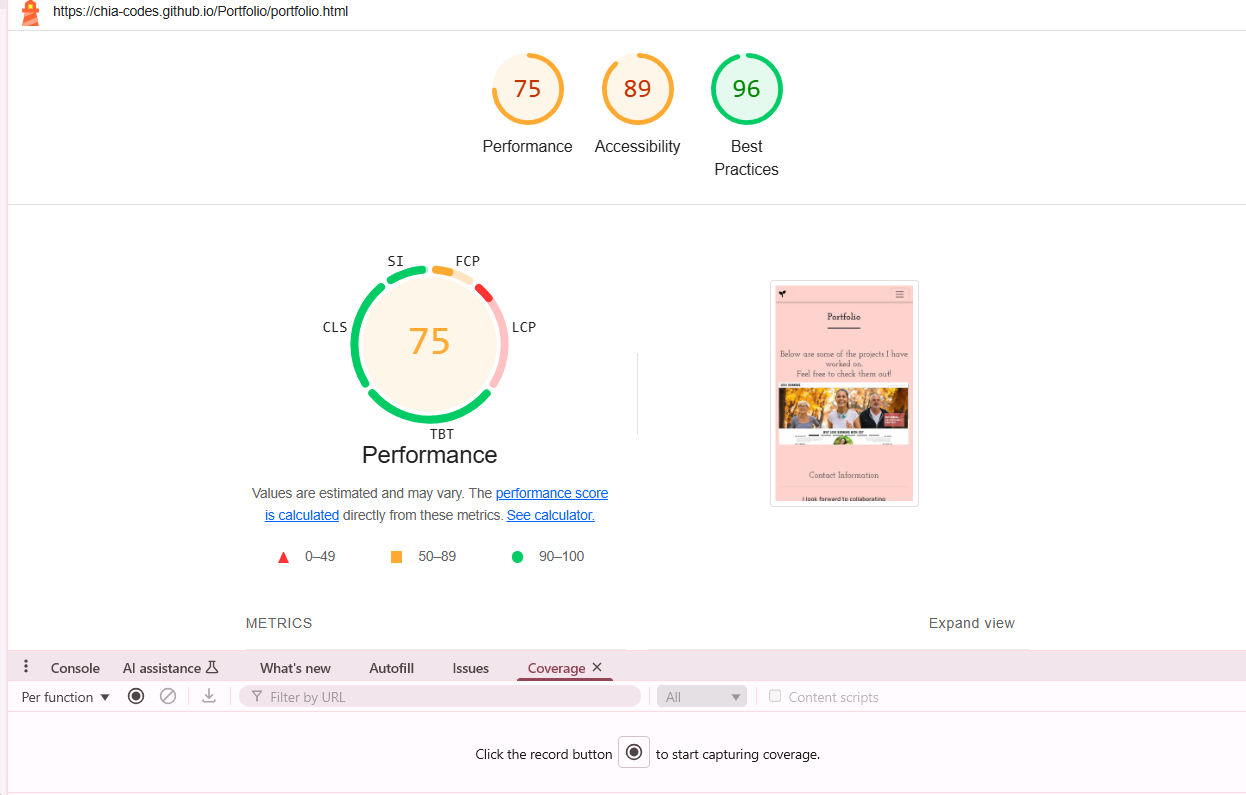 https://chia-codes.github.io/Portfolio/portfolio.html
75
89
96
Performance
Accessibility
Best
Practices
SI
FCP
CLS
75
LCP
TBT
Performance
Values are estimated and may vary. The performance score
is calculated directly from these metrics. See calculator.
0–49
50–89
90–100
Portfolio
Below are some of the projects I have
worked on.
Feel free to check them out!
Contact Information
I look forward to collaborating
METRICS
Expand view
Console
AI assistance
What's new
Autofill
Issues
Coverage
Per function
Filter by URL
All
Content scripts
Click the record button
to start capturing coverage.